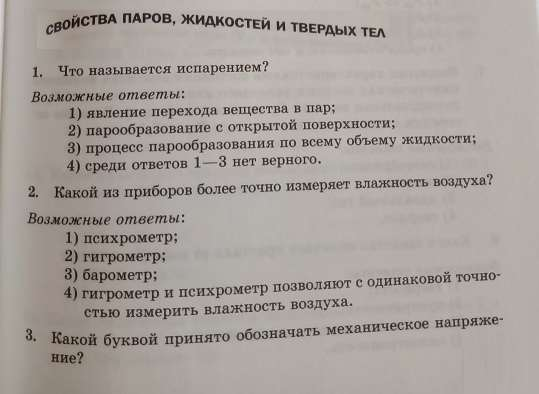 СВОЙСТВА ПАРОВ, ЖИДКОСТЕЙ И ТВЕРДЫХ ТЕЛ
1. Что называется испарением?
Возможные ответы:
1) явление перехода вещества в пар;
2) парообразование с открытой поверхности;
3) процесс парообразования по всему объему жидкости;
4) среди ответов 1—3 нет верного.
2. Какой из приборов более точно измеряет влажность воздуха?
Возможные ответы:
1) психрометр;
2) гигрометр;
3) барометр;
4) гигрометр и психрометр позволяют с одинаковой точно-
стью измерить влажность воздуха.
3. Какой буквой принято обозначать механическое напряже-
ние?